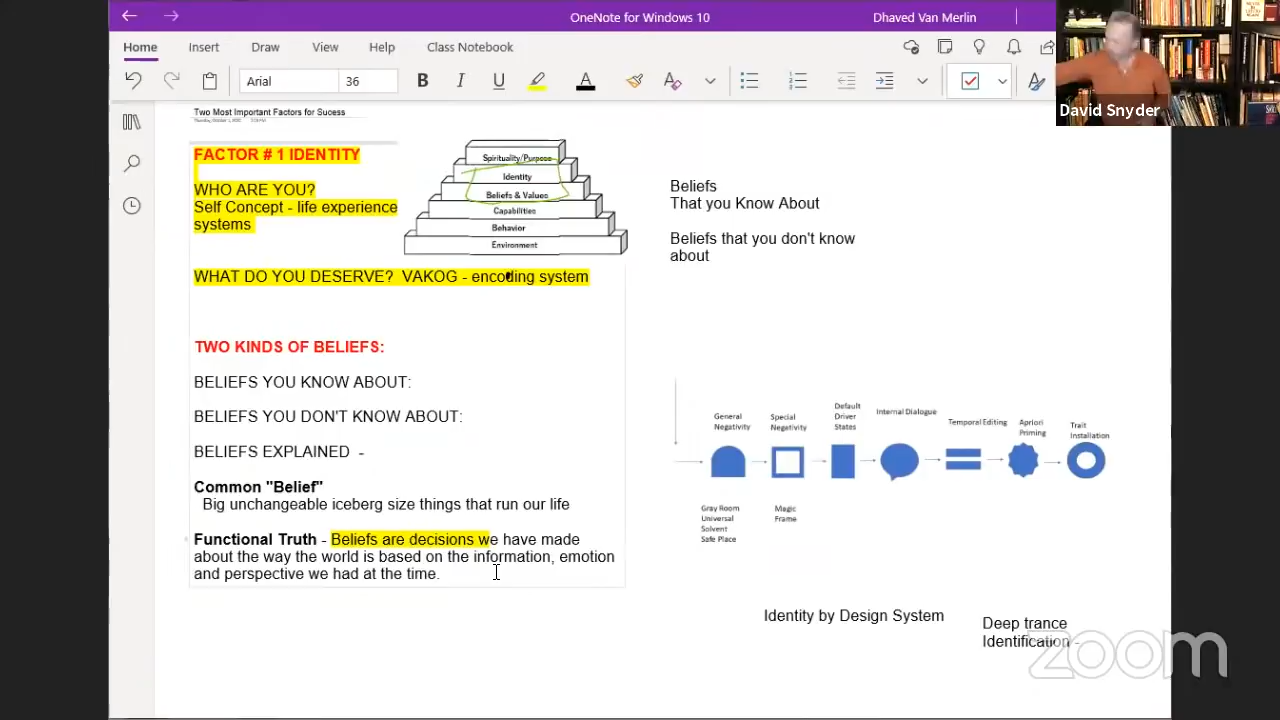 OneNote for Windows 10
Dhaved Van Merlin
Home
Insert
Draw
View
Help
Class Notebook
Arial
36
David Snyder
Two Most Important Factors for Sucess
FACTOR # 1 IDENTITY
WHO ARE YOU?
Self Concept - life experience
systems
WHAT DO YOU DESERVE? VAKOG - encoding system
Spirituality/Purpose
Identity
Beliefs & Values
Capabilities
Behavior
Environment
TWO KINDS OF BELIEFS:
BELIEFS YOU KNOW ABOUT:
BELIEFS YOU DON'T KNOW ABOUT:
BELIEFS EXPLAINED -
Common "Belief"
Big unchangeable iceberg size things that run our life
Functional Truth - Beliefs are decisions we have made
about the way the world is based on the information, emotion
and perspective we had at the time.
Beliefs
That you Know About
Beliefs that you don't know
about
General
Negativity
Special
Negativity
Default
Driver
States
Internal Dialogue
Temporal Editing
Apriori
Priming
Trait
Installation
Gray Room
Universal
Solvent
Safe Place
Magic
Frame
Identity by Design System
Deep trance
Identification -
zoom